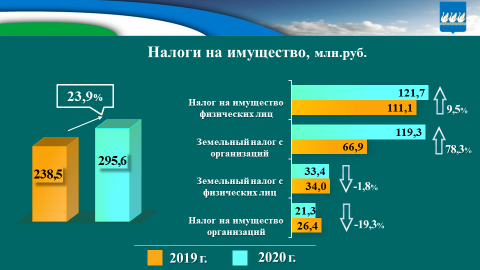 Налоги на имущество, млн.руб.
23,9%
238,5
295,6
Налог на имущество
физических лиц
121,7
111,1
9,5%
Земельный налог с
организаций
119,3
66,9
78,3%
Земельный налог с
физических лиц
33,4
34,0
-1,8%
Налог на имущество
организаций
21,3
26,4
-19,3%
2019 г.
2020 г.